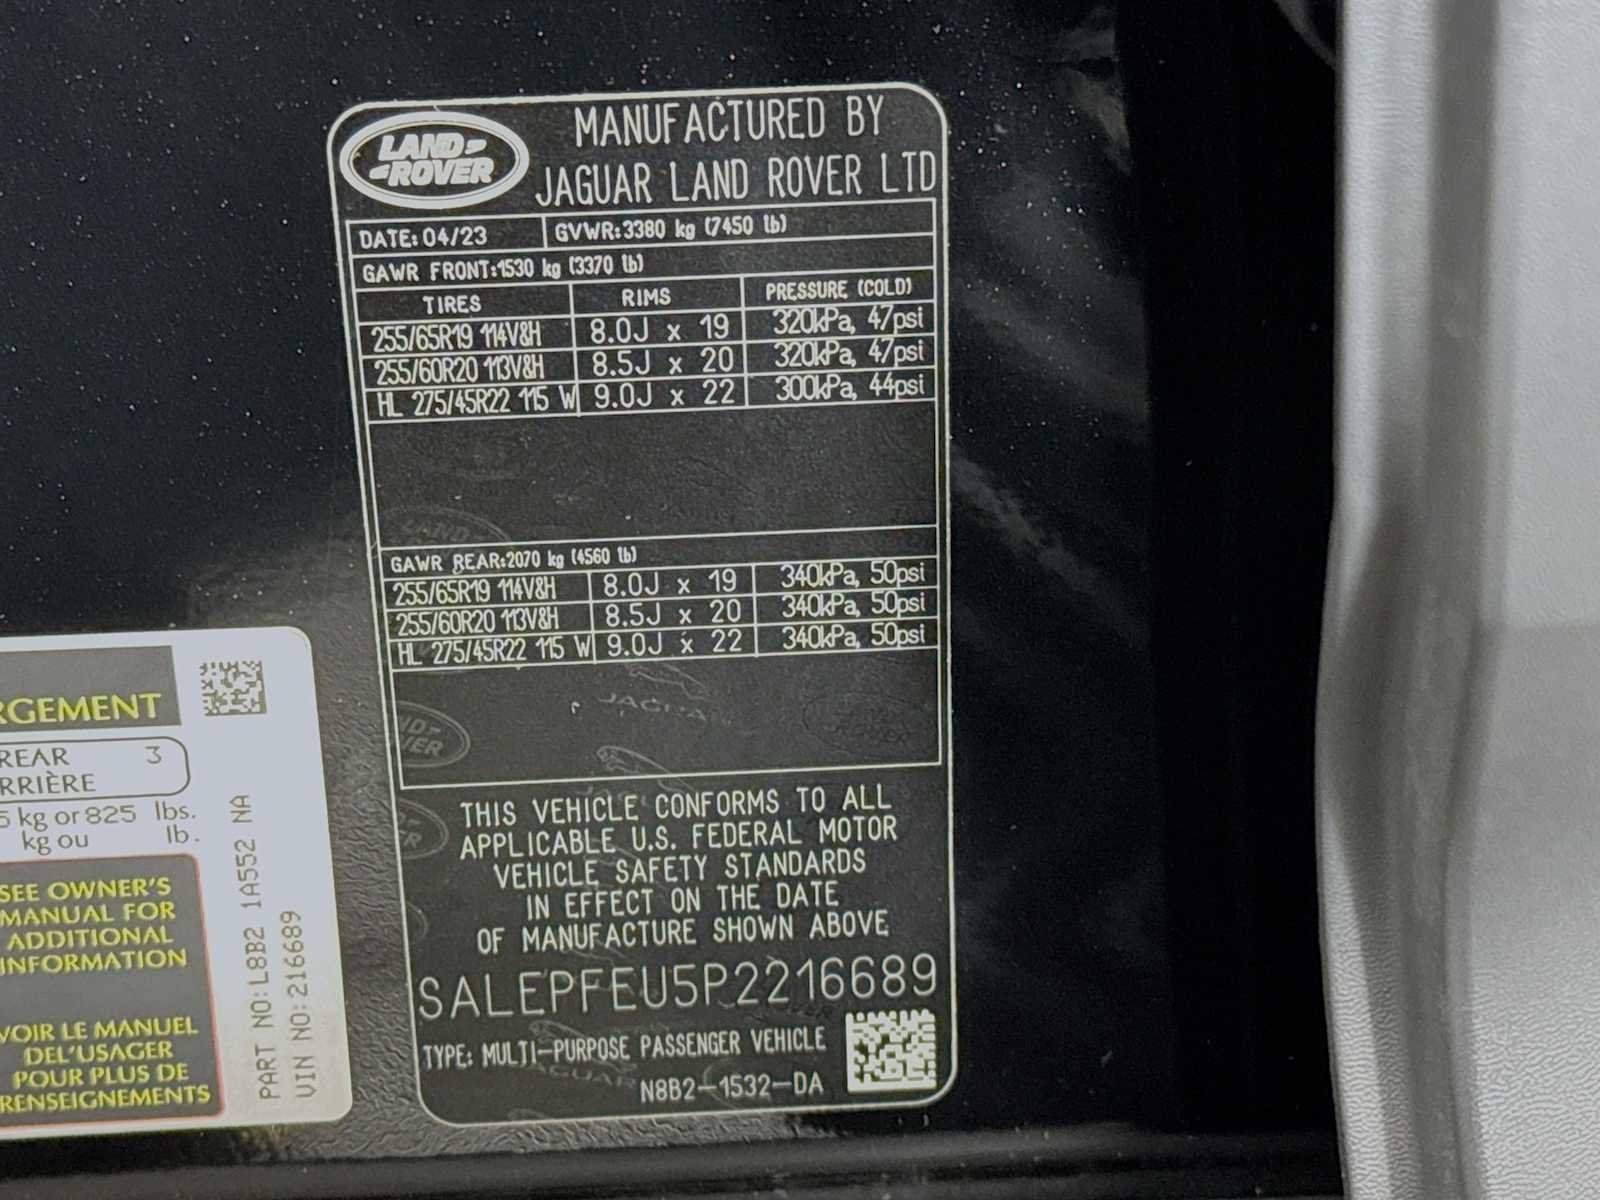 LAND
ROVER
MANUFACTURED BY
JAGUAR LAND ROVER LTD
DATE: 04/23 GVWR:3380 kg (7450 lb)
GAWR FRONT:1530 kg (3370 lb)
TIRES RIMS PRESSURE (COLD)
255/65R19 114V&H 8.0J x 19 320kPa, 47psi
255/60R20 113V&H 8.5J x 20 320kPa, 47psi
HL 275/45R22 115 W 9.0J x 22 300kPa, 44psi
GAWR REAR:2070 kg (4560 lb)
255/65R19 114V&H 8.0J x 19 340kPa, 50psi
255/60R20 113V&H 8.5J x 20 340kPa, 50psi
HL 275/45R22 115 W 9.0J x 22 340kPa, 50psi
THIS VEHICLE CONFORMS TO ALL
APPLICABLE U.S. FEDERAL MOTOR
VEHICLE SAFETY STANDARDS
IN EFFECT ON THE DATE
OF MANUFACTURE SHOWN ABOVE
SALEPFEU5P2216689
TYPE: MULTI-PURPOSE PASSENGER VEHICLE
N8B2-1532-DA
RGEMENT
REAR 3
RRIÈRE
5 kg or 825 lbs.
kg ou lb.
SEE OWNER'S
MANUAL FOR
ADDITIONAL
INFORMATION
VOIR LE MANUEL
DEL'USAGER
POUR PLUS DE
RENSEIGNEMENTS
PART NO:L8B2 1A552 NA
VIN NO:216689